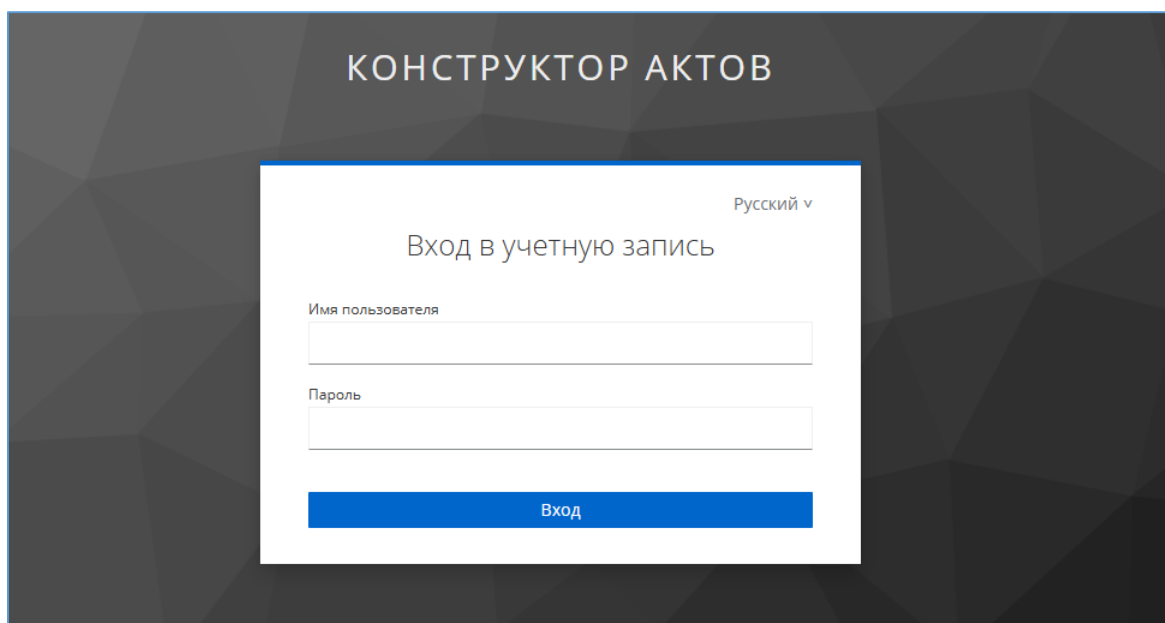 КОНСТРУКТОР АКТОВ
Русский
Вход в учетную запись
Имя пользователя
Пароль
Вход